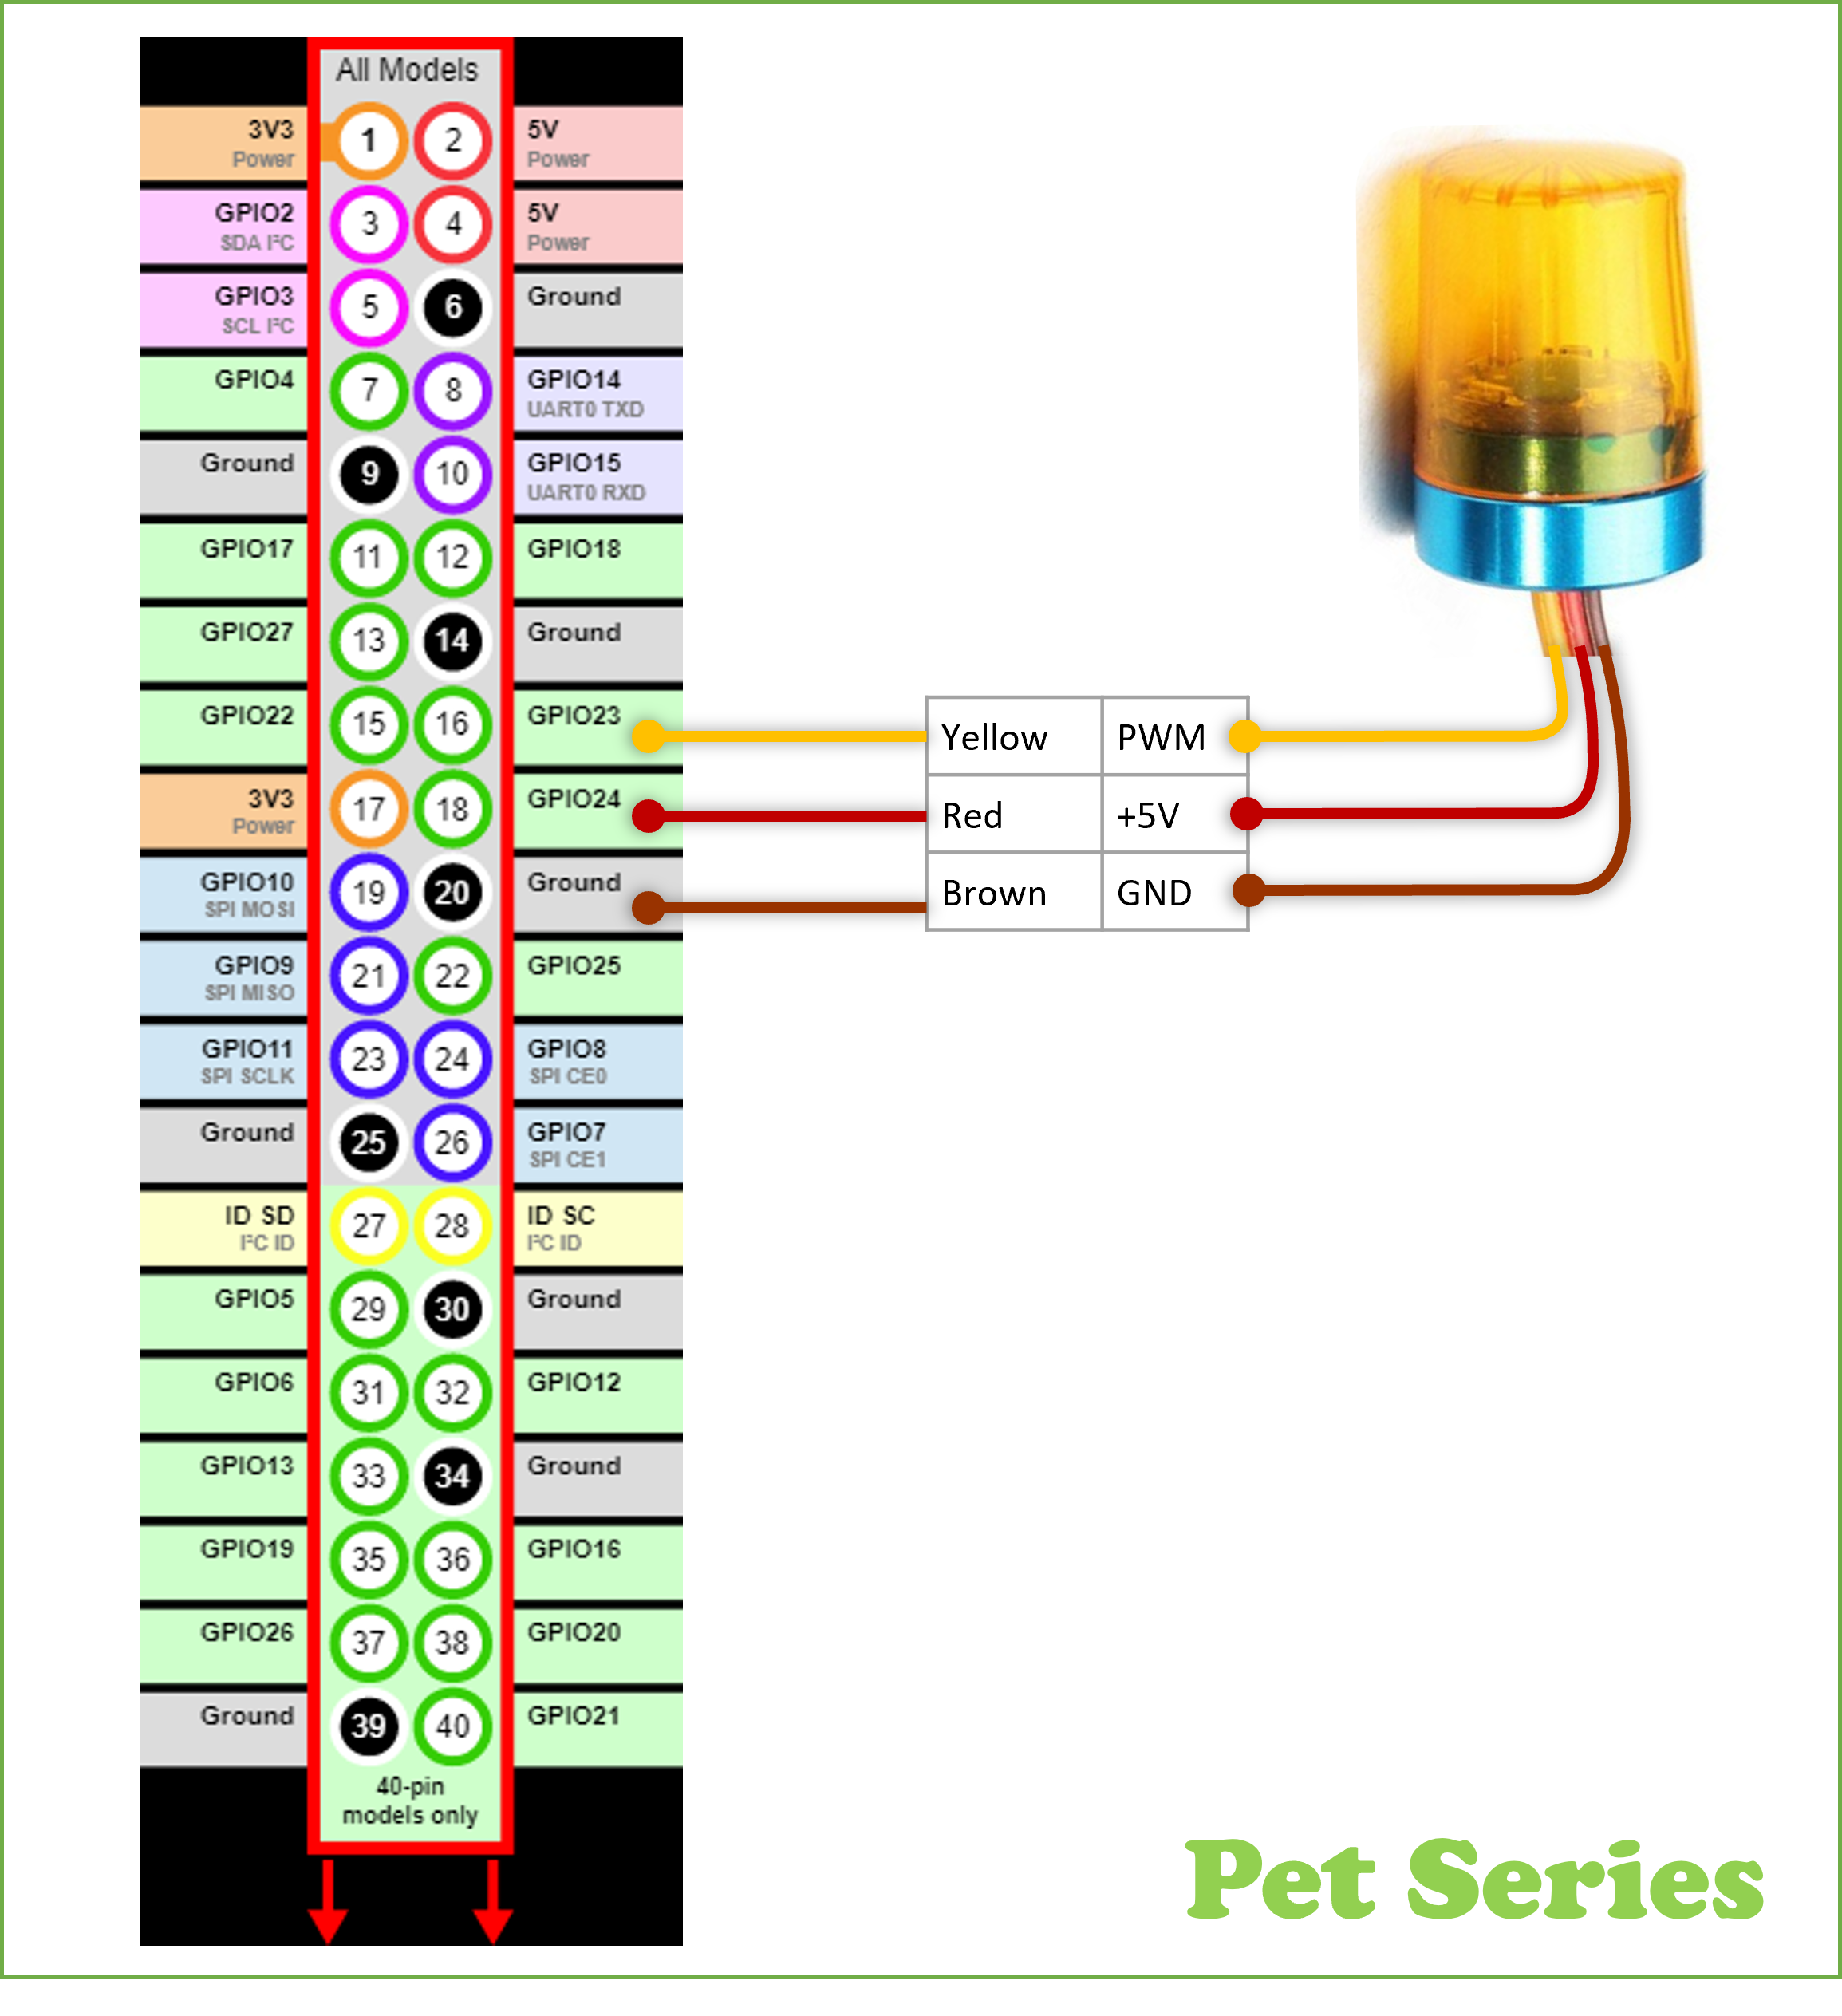 All Models
3V3 1 2 5V
Power Power
GPIO2 3 4 5V
SDA I²C Power
GPIO3 5 6 Ground
SCL I²C
GPIO4 7 8 GPIO14
UART0 TXD
Ground 9 10 GPIO15
UART0 RXD
GPIO17 11 12 GPIO18
GPIO27 13 14 Ground
GPIO22 15 16 GPIO23
Yellow PWM
3V3 17 18 GPIO24
Power
Red +5V
GPIO10 19 20 Ground
SPI MOSI
Brown GND
GPIO9 21 22 GPIO25
SPI MISO
GPIO11 23 24 GPIO8
SPI SCLK SPI CE0
Ground 25 26 GPIO7
SPI CE1
ID SD 27 28 ID SC
I²C ID I²C ID
GPIO5 29 30 Ground
GPIO6 31 32 GPIO12
GPIO13 33 34 Ground
GPIO19 35 36 GPIO16
GPIO26 37 38 GPIO20
Ground 39 40 GPIO21
40-pin
models only
Pet Series